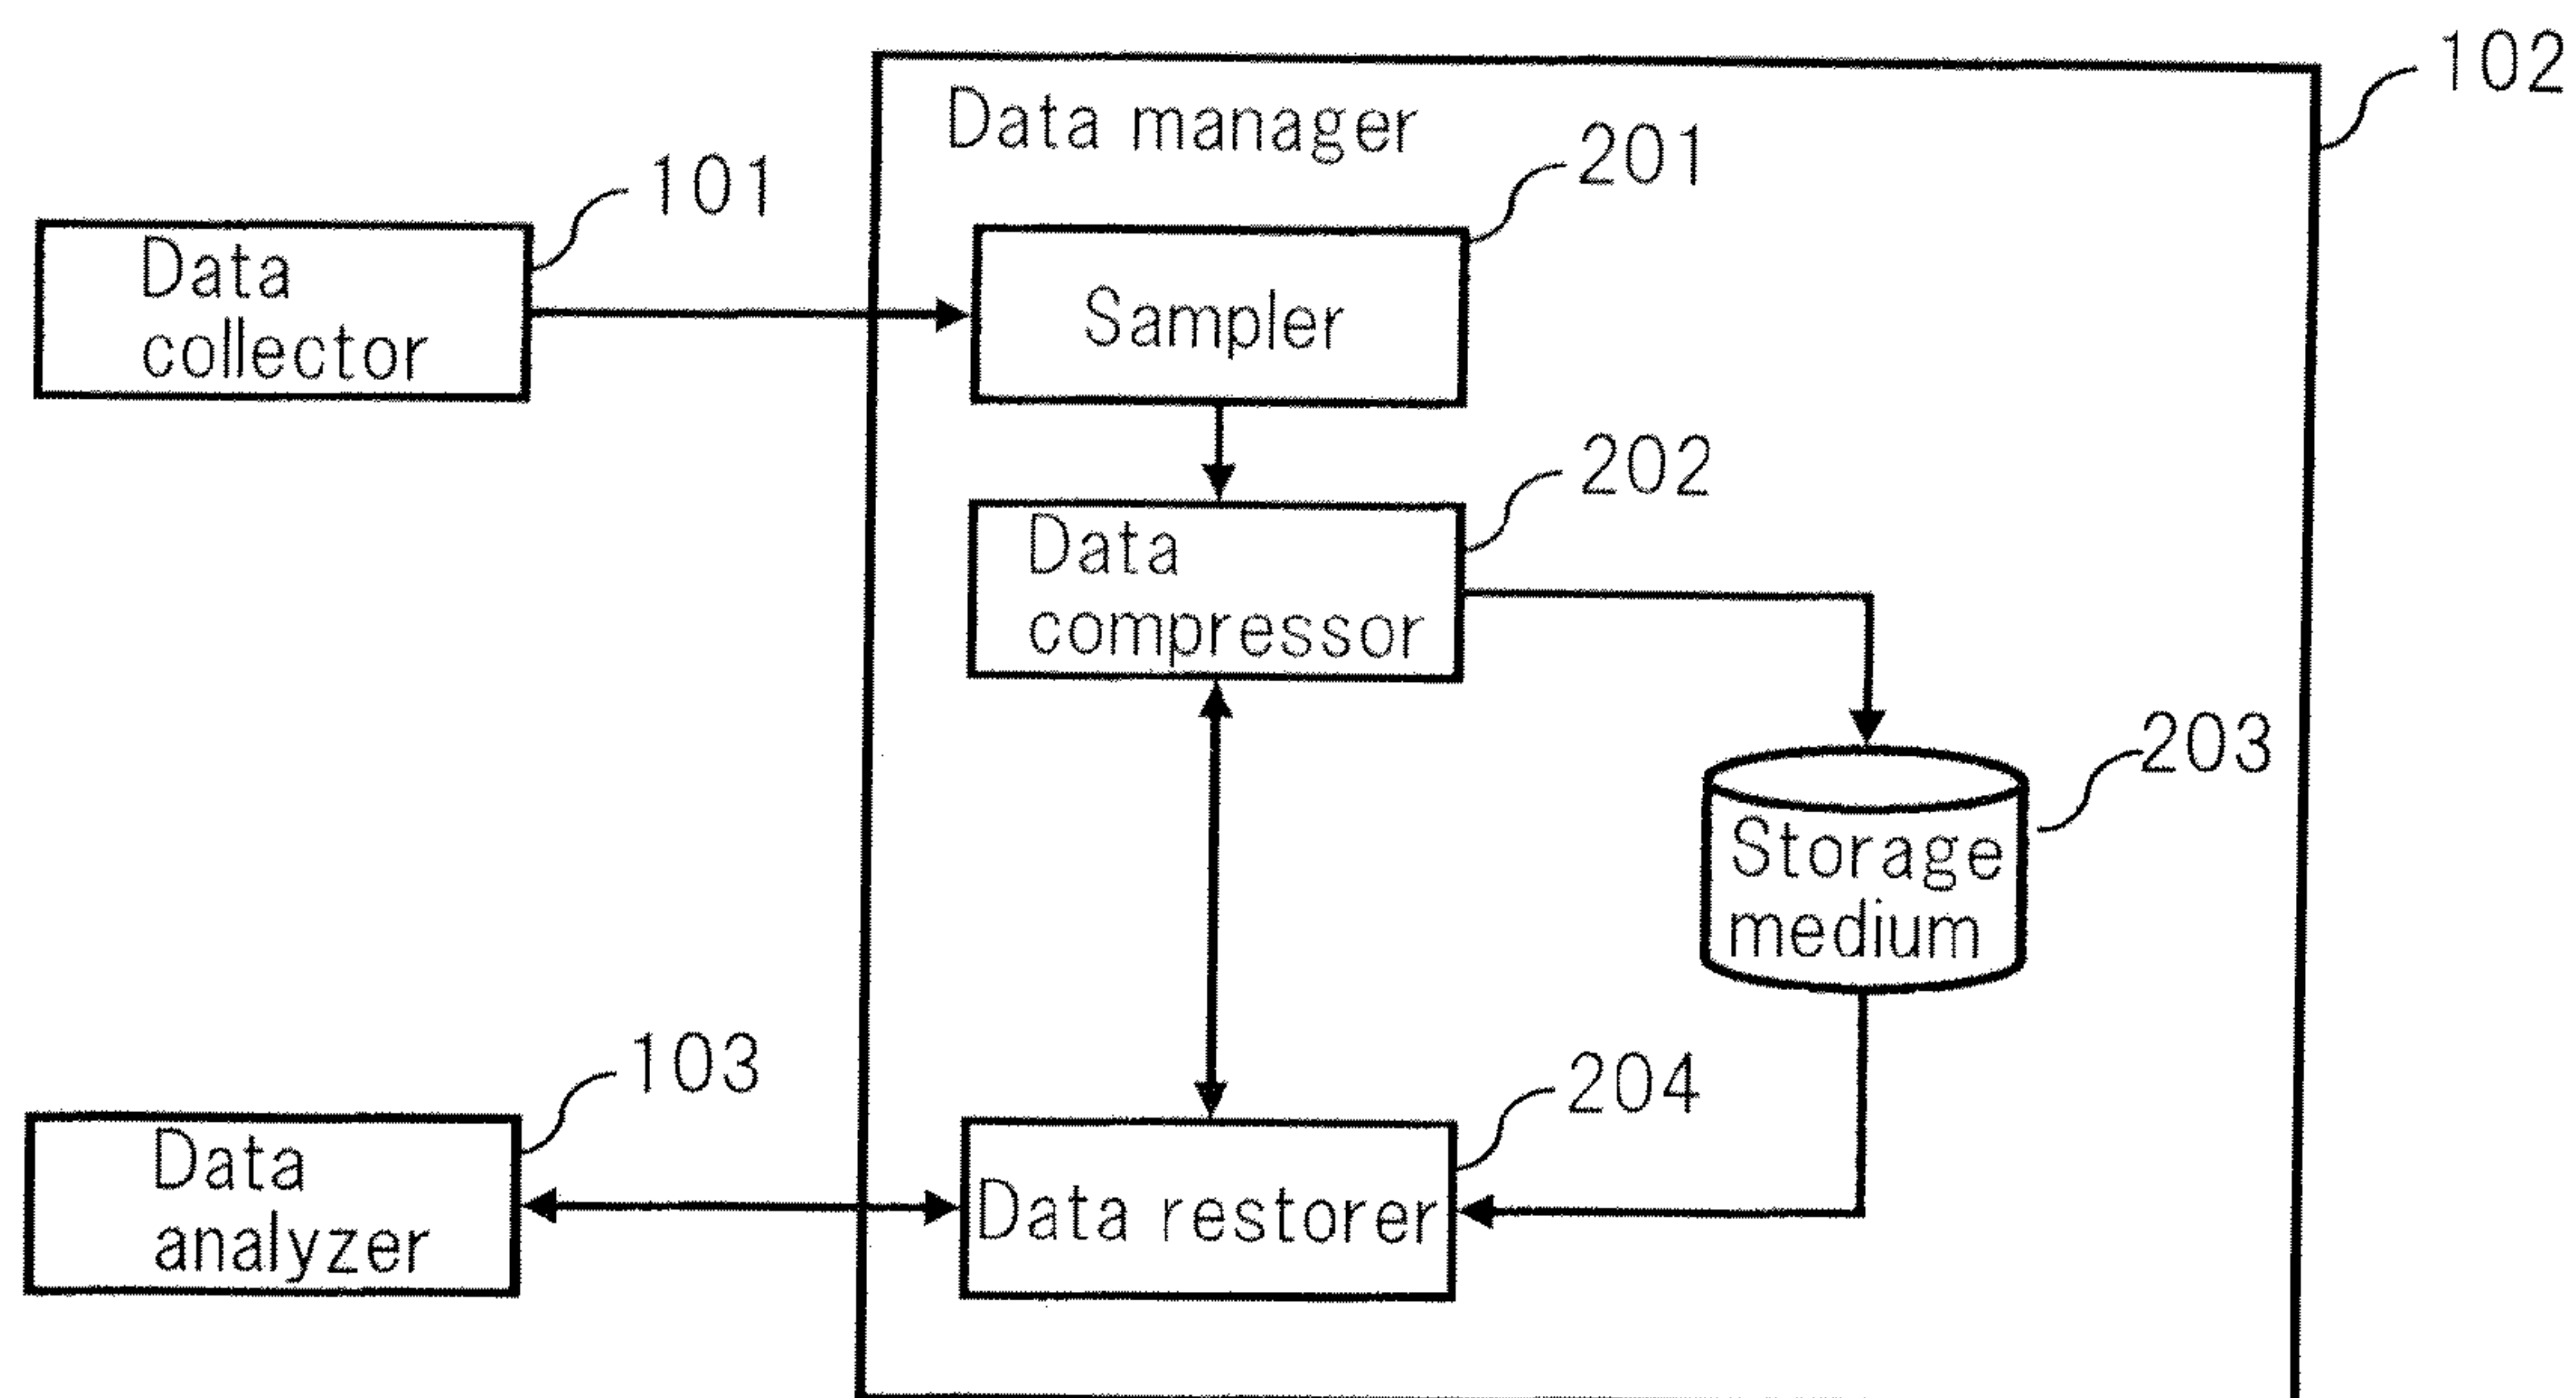 102
Data manager
201
101
Data
collector
Sampler
202
Data
compressor
203
Storage
medium
103
204
Data
analyzer
Data restorer